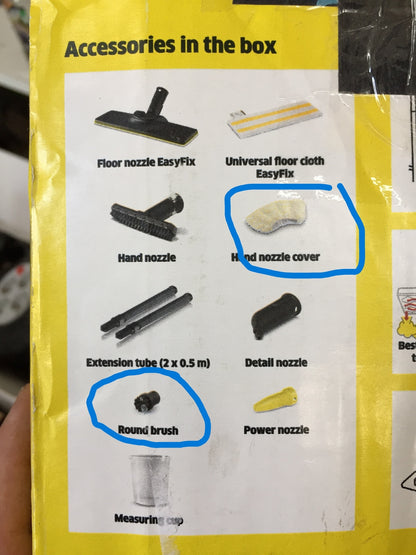 Accessories in the box
Floor nozzle EasyFix
Universal floor cloth
EasyFix
Hand nozzle
Hand nozzle cover
Extension tube (2 x 0.5 m)
Detail nozzle
Round brush
Power nozzle
Measuring cup
Best